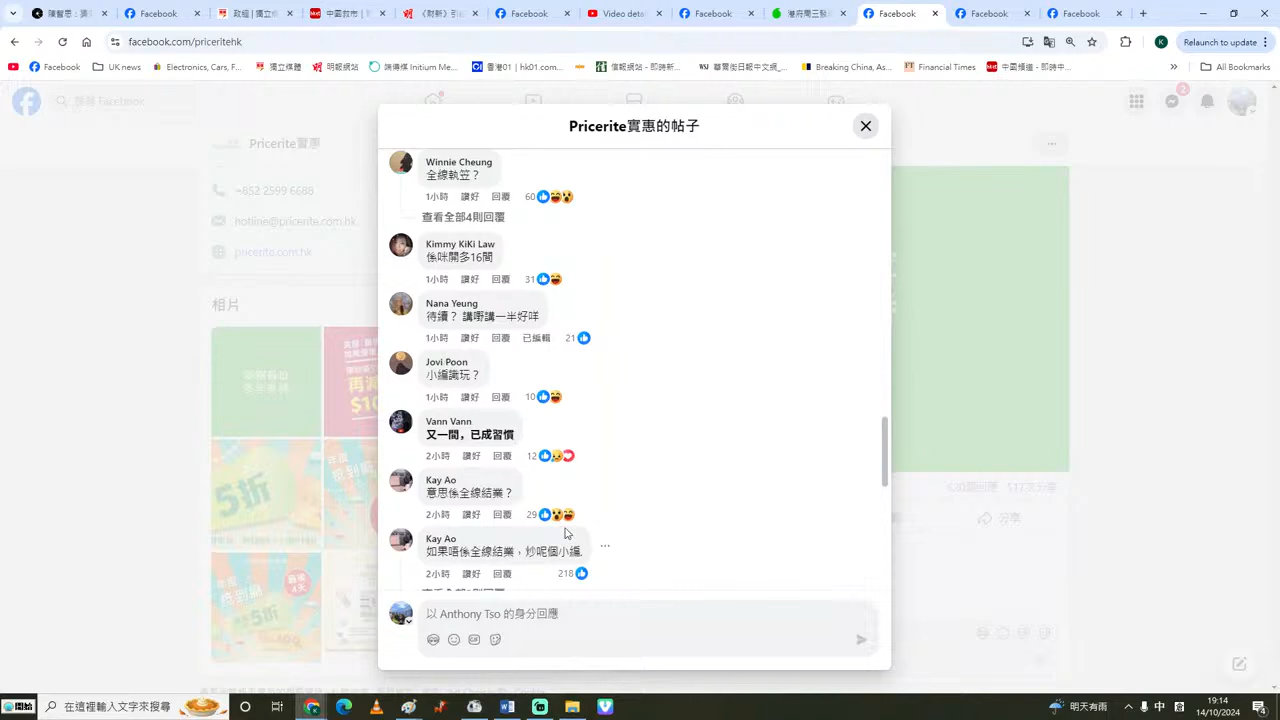 Facebook
Facebook
Video deta
Facebook
Facebook
Facebook
Facebook
facebook.com/priceritehk
Relaunch to update
Facebook
UK news
Electronics, Cars, F...
獨立媒體
明報網站
端傳媒 Initium Me...
香港01 | hk01.com...
信報網站 - 即時新...
華爾街日報中文網_...
Breaking China, As...
Financial Times
中國頻道 - 即時中...
All Bookmarks
搜尋 Facebook
2
Pricerite實惠的帖子
Pricerite實惠
+852 2599 6688
hotline@pricerite.com.hk
pricerite.com.hk
相片
5折
5折
Winnie Cheung
全線執笠？
1小時 讚好 回覆 60
查看全部4則回覆
Kimmy KiKi Law
係咪開多16間
1小時 讚好 回覆 31
Nana Yeung
待續？ 講嘢講一半好咩
1小時 讚好 回覆 已編輯 21
Jovi Poon
小編識玩？
1小時 讚好 回覆 10
Vann Vann
又一間，已成習慣
2小時 讚好 回覆 12
Kay Ao
意思係全線結業？
2小時 讚好 回覆 29
Kay Ao
如果唔係全線結業，炒呢個小編.
2小時 讚好 回覆 218
分享
以 Anthony Tso 的身分回應
開始
在這裡輸入文字來搜尋
明天有雨
中
19:14
14/10/2024